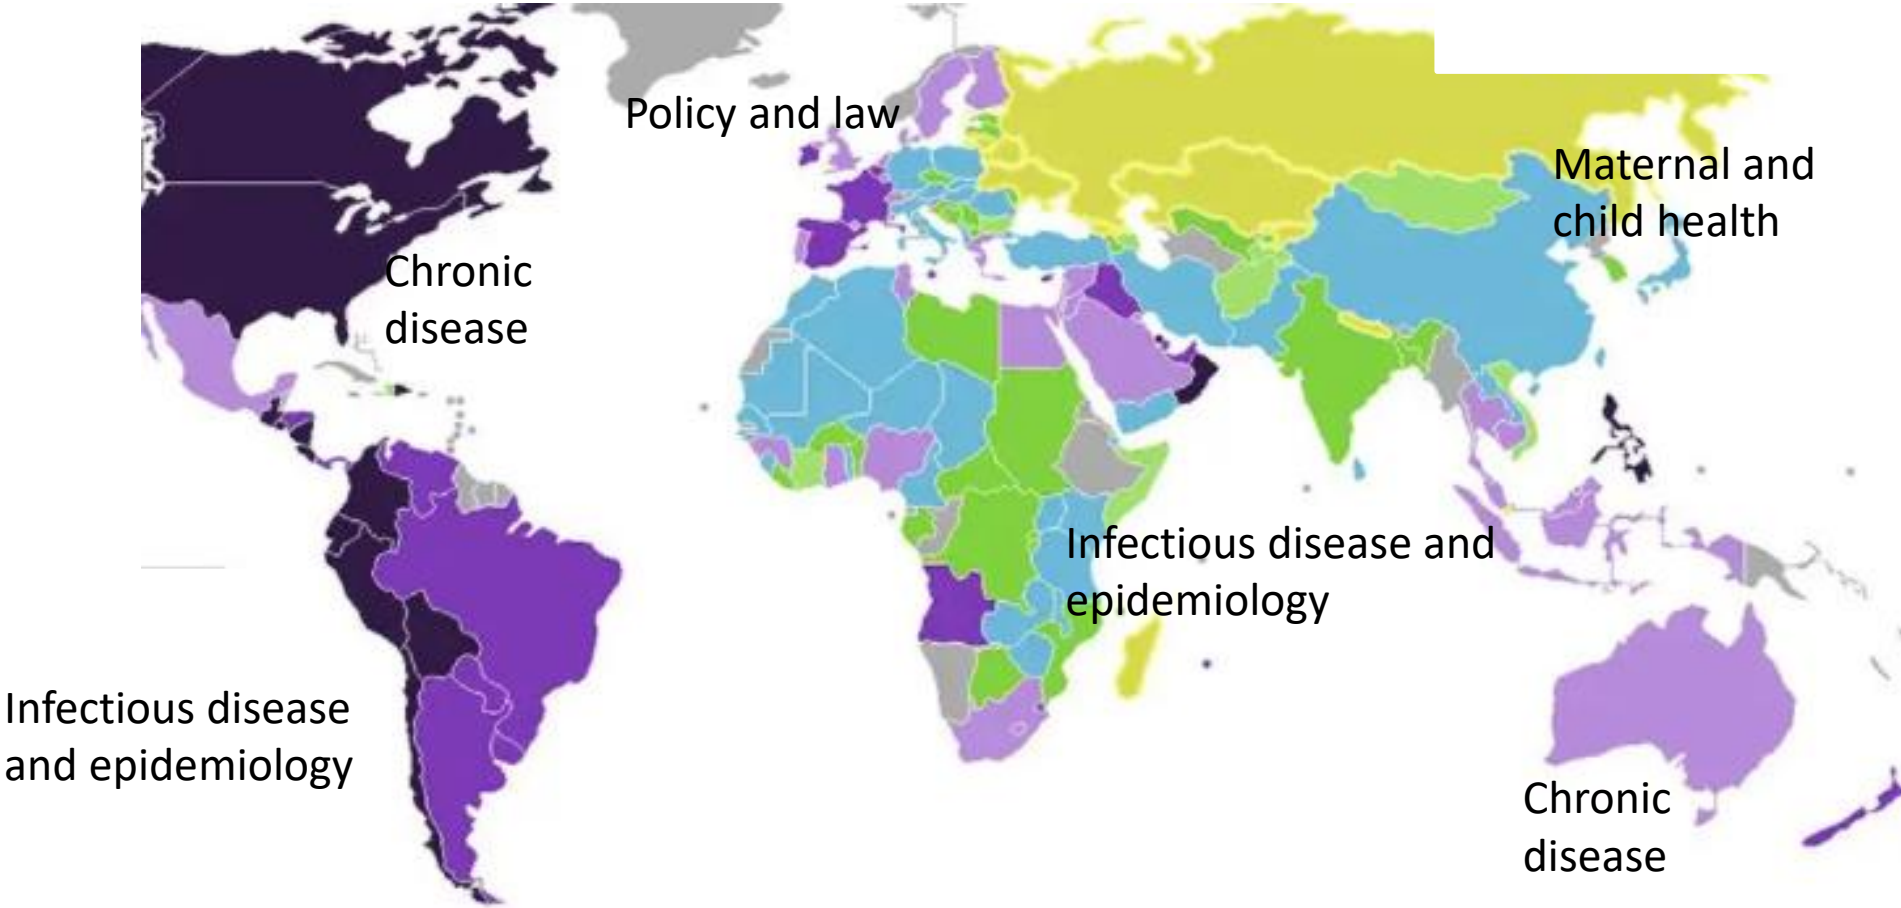 Policy and law
Maternal and
child health
Chronic
disease
Infectious disease and
epidemiology
Infectious disease
and epidemiology
Chronic
disease